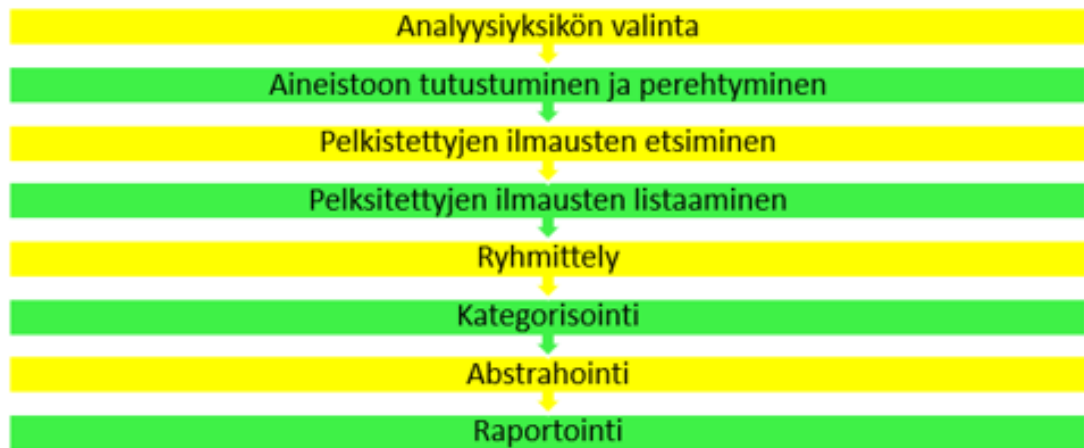 Analyysiyksikön valinta
Aineistoon tutustuminen ja perehtyminen
Pelkistettyjen ilmausten etsiminen
Pelksitettyjen ilmausten listaaminen
Ryhmittely
Kategorisointi
Abstrahointi
Raportointi